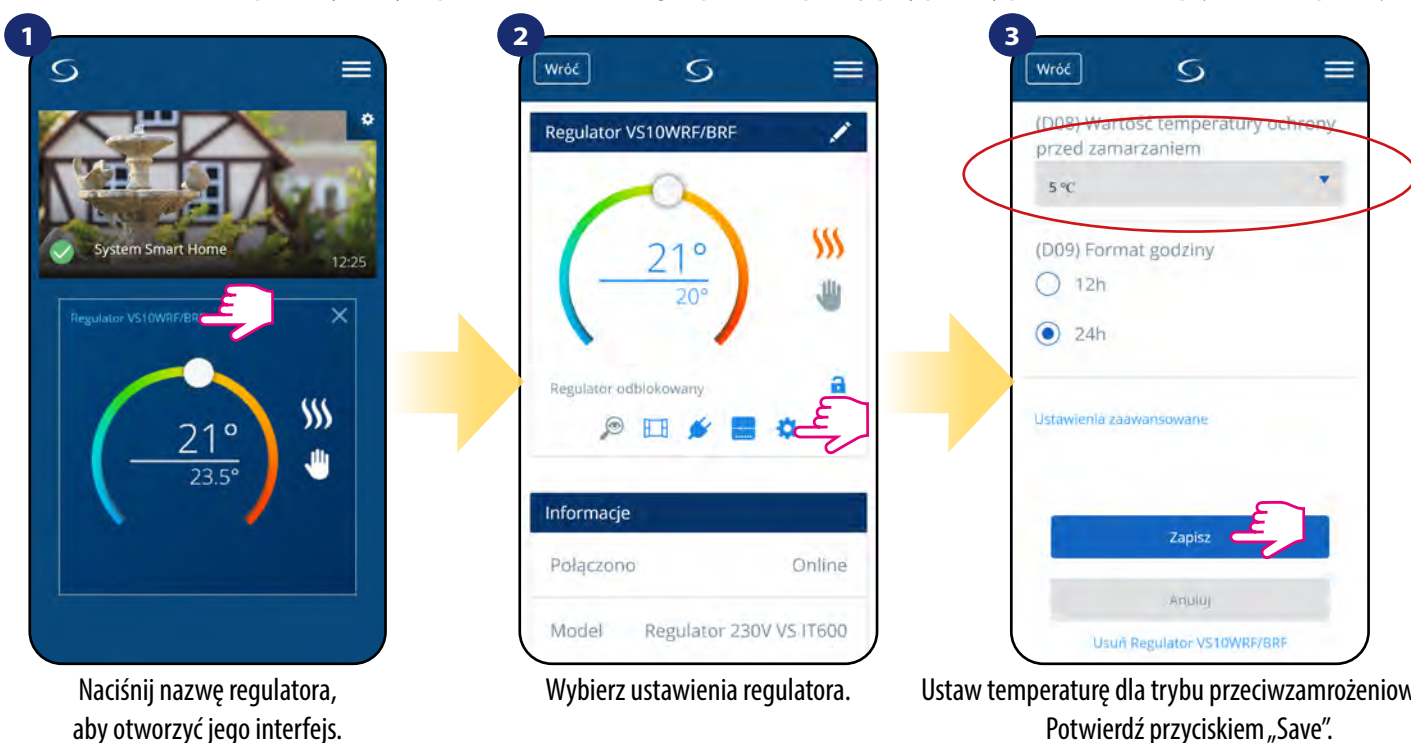 1
System Smart Home
12:25
Regulator VS10WRF/BR
21°
23.5°
Naciśnij nazwę regulatora,
aby otworzyć jego interfejs.
2
Wróć
Regulator VS10WRF/BRF
21°
20°
Regulator odblokowany
Informacje
Połączono Online
Model Regulator 230V VS IT600
Wybierz ustawienia regulatora.
3
Wróć
(D08) Wartość temperatury ochrony
przed zamarzaniem
5 °C
(D09) Format godziny
12h
24h
Ustawienia zaawansowane
Zapisz
Anuluj
Usuń Regulator VS10WRF/BRF
Ustaw temperaturę dla trybu przeciwzamrożeniow
Potwierdź przyciskiem „Save”.